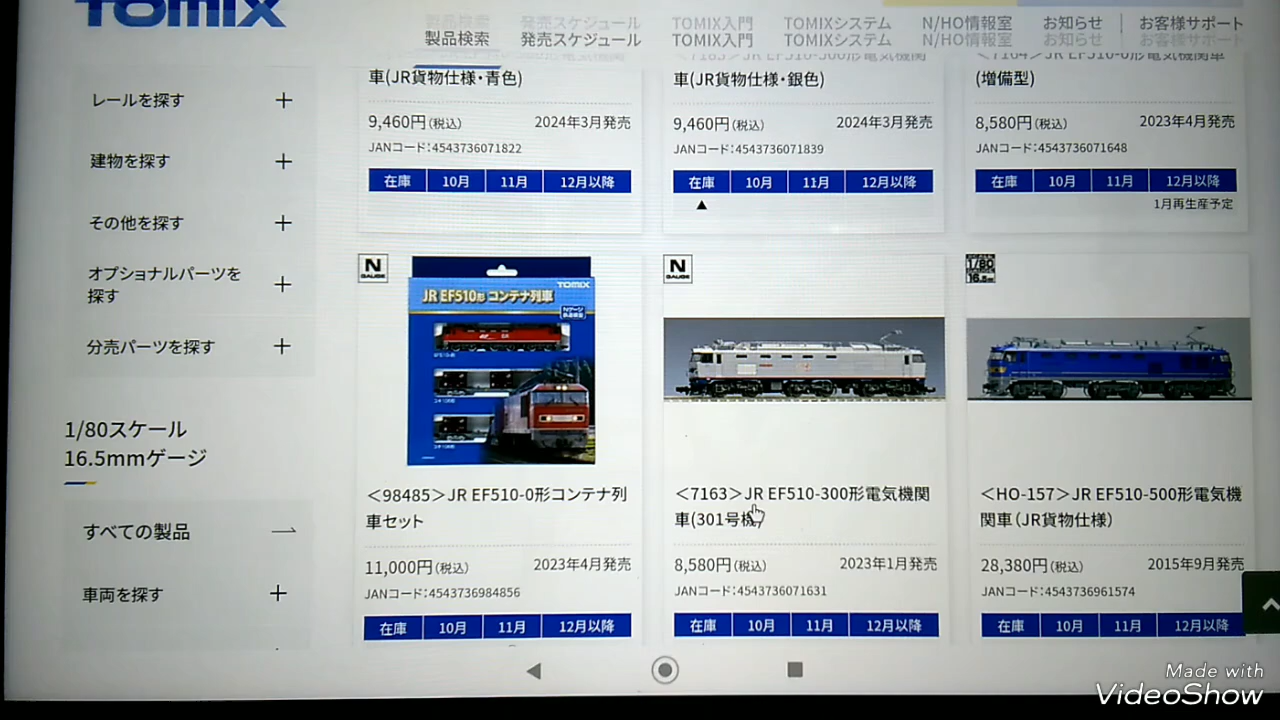 TOMIX
製品検索
発売スケジュール
TOMIX入門
TOMIXシステム
N/HO情報室
お知らせ
お客様サポート
レールを探す
建物を探す
その他を探す
オプショナルパーツを
探す
分売パーツを探す
1/80スケール
16.5mmゲージ
すべての製品
車両を探す
車(JR貨物仕様・青色)
9,460円(税込) 2024年3月発売
JANコード:4543736071822
在庫 10月 11月 12月以降
車(JR貨物仕様・銀色)
9,460円(税込) 2024年3月発売
JANコード:4543736071839
在庫 10月 11月 12月以降
▲
(増備型)
8,580円(税込) 2023年4月発売
JANコード:4543736071648
在庫 10月 11月 12月以降
1月再生産予定
N
GAUGE
TOMIX
JR EF510形 コンテナ列車
Nゲージ
鉄道模型
<98485>JR EF510-0形コンテナ列
車セット
11,000円(税込) 2023年4月発売
JANコード:4543736984856
在庫 10月 11月 12月以降
N
GAUGE
<7163>JR EF510-300形電気機関
車(301号機)
8,580円(税込) 2023年1月発売
JANコード:4543736071631
在庫 10月 11月 12月以降
1/80
16.5mm
<HO-157>JR EF510-500形電気機
関車(JR貨物仕様)
28,380円(税込) 2015年9月発売
JANコード:4543736961574
在庫 10月 11月 12月以降
Made with
VideoShow